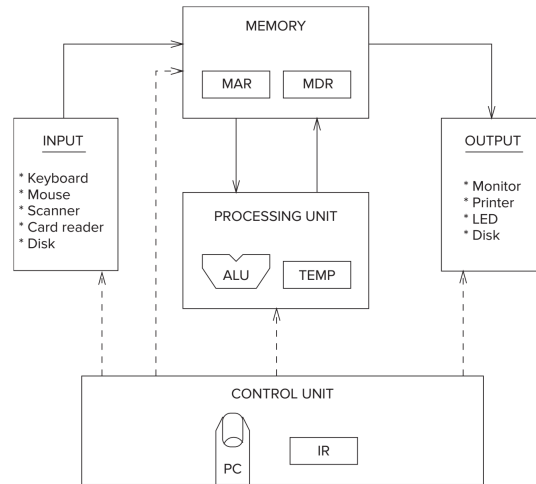 MEMORY
MAR
MDR
INPUT
* Keyboard
* Mouse
* Scanner
* Card reader
* Disk
OUTPUT
* Monitor
* Printer
* LED
* Disk
PROCESSING UNIT
ALU
TEMP
CONTROL UNIT
PC
IR